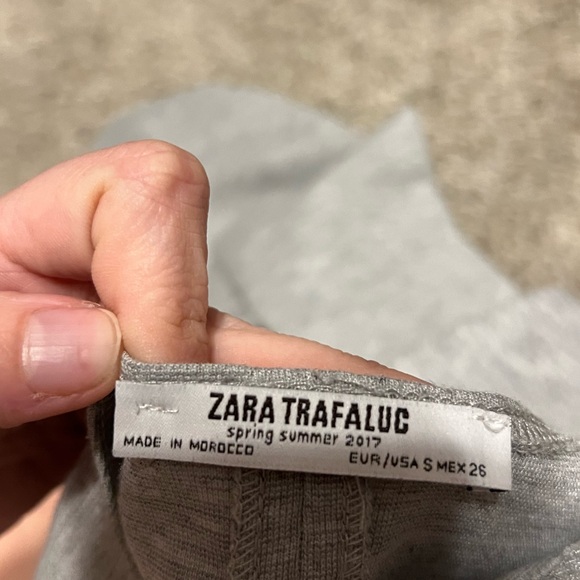 ZARA TRAFALUC
spring summer 2017
MADE IN MOROCCO
EUR/USA S MEX 26